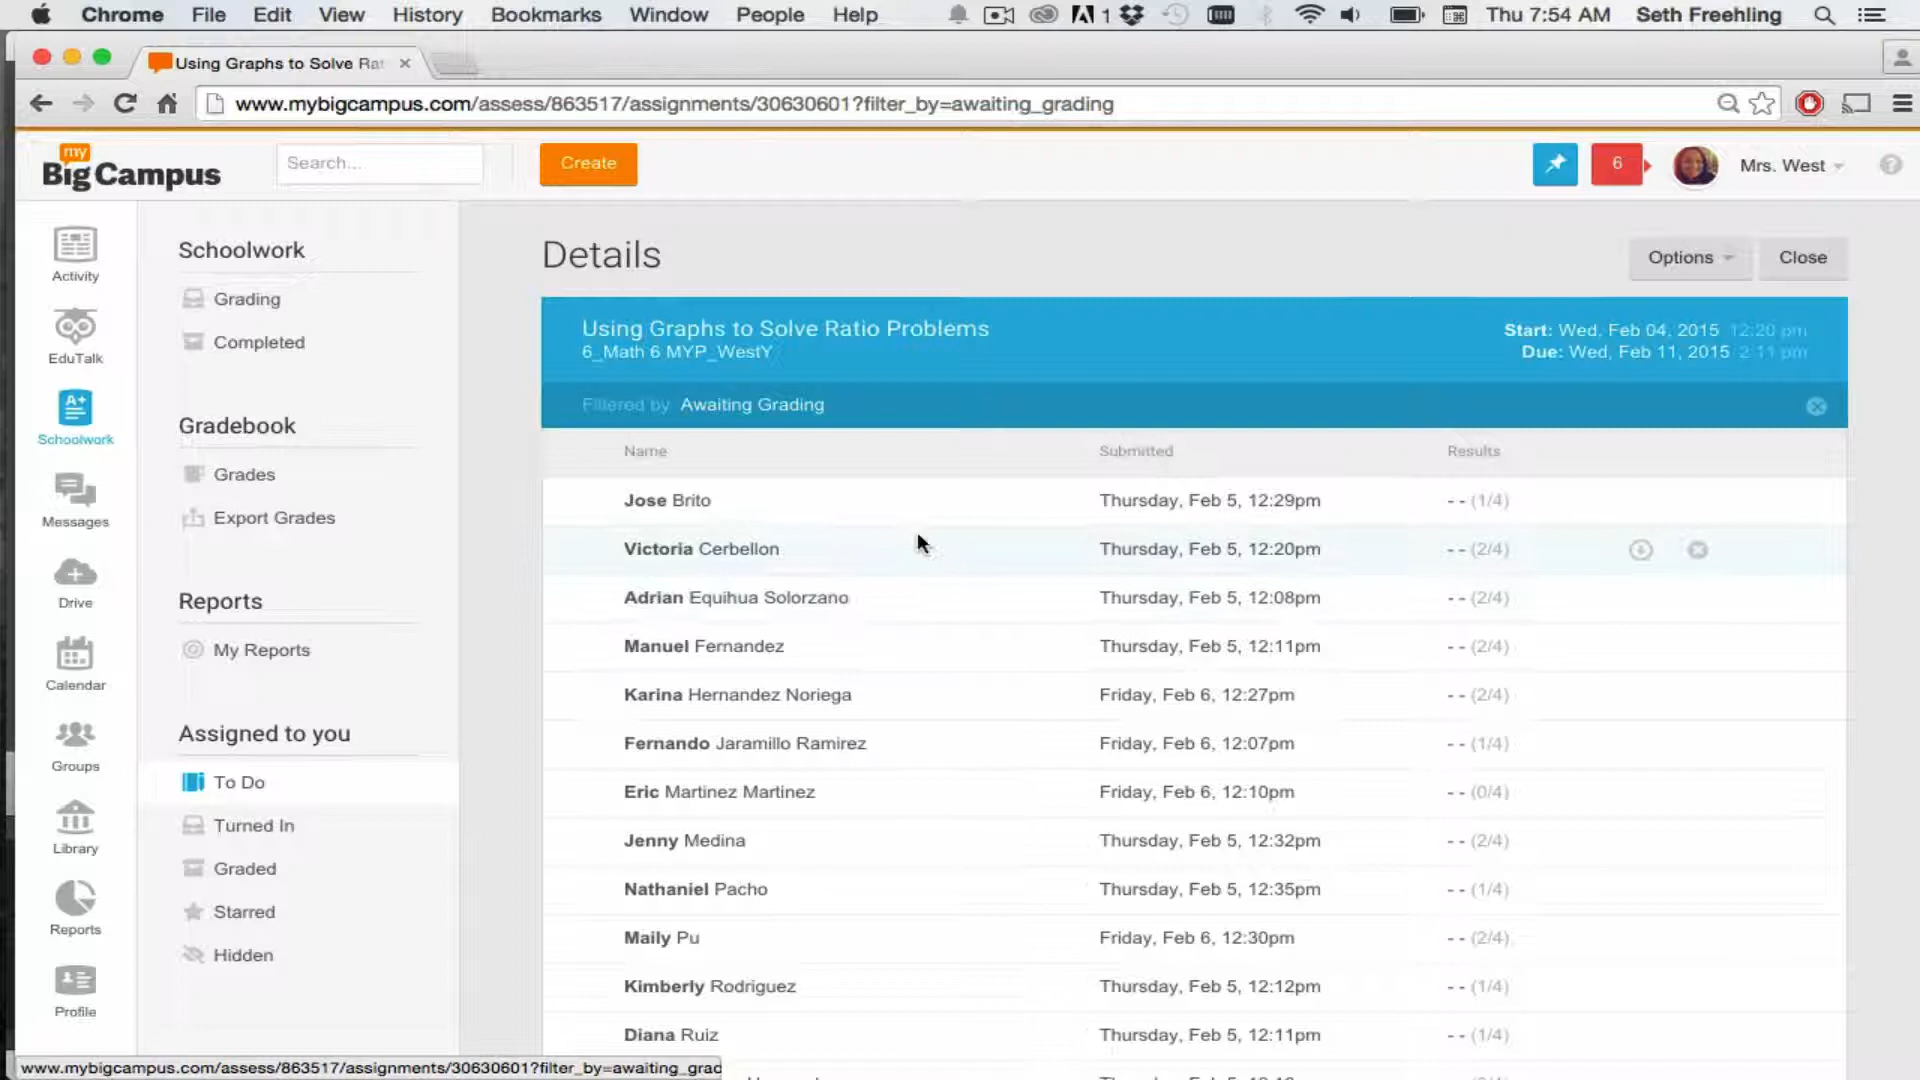 Chrome File Edit View History Bookmarks Window People Help 1 Thu 7:54 AM Seth Freehling
Using Graphs to Solve Rat
www.mybigcampus.com/assess/863517/assignments/30630601?filter_by=awaiting_grading
my
Big Campus
Search...
Create
6
Mrs. West
Activity
EduTalk
A+
Schoolwork
Messages
Drive
Calendar
Groups
Library
Reports
Profile
Schoolwork
Grading
Completed
Gradebook
Grades
Export Grades
Reports
My Reports
Assigned to you
To Do
Turned In
Graded
Starred
Hidden
Details
Options
Close
Using Graphs to Solve Ratio Problems
6_Math 6 MYP_WestY
Start: Wed, Feb 04, 2015 12:20 pm
Due: Wed, Feb 11, 2015 2:11 pm
Filtered by Awaiting Grading
Name Submitted Results
Jose Brito Thursday, Feb 5, 12:29pm - - (1/4)
Victoria Cerbellon Thursday, Feb 5, 12:20pm - - (2/4)
Adrian Equihua Solorzano Thursday, Feb 5, 12:08pm - - (2/4)
Manuel Fernandez Thursday, Feb 5, 12:11pm - - (2/4)
Karina Hernandez Noriega Friday, Feb 6, 12:27pm - - (2/4)
Fernando Jaramillo Ramirez Friday, Feb 6, 12:07pm - - (1/4)
Eric Martinez Martinez Friday, Feb 6, 12:10pm - - (0/4)
Jenny Medina Thursday, Feb 5, 12:32pm - - (2/4)
Nathaniel Pacho Thursday, Feb 5, 12:35pm - - (1/4)
Maily Pu Friday, Feb 6, 12:30pm - - (2/4)
Kimberly Rodriguez Thursday, Feb 5, 12:12pm - - (1/4)
Diana Ruiz Thursday, Feb 5, 12:11pm - - (1/4)
www.mybigcampus.com/assess/863517/assignments/30630601?filter_by=awaiting_grad